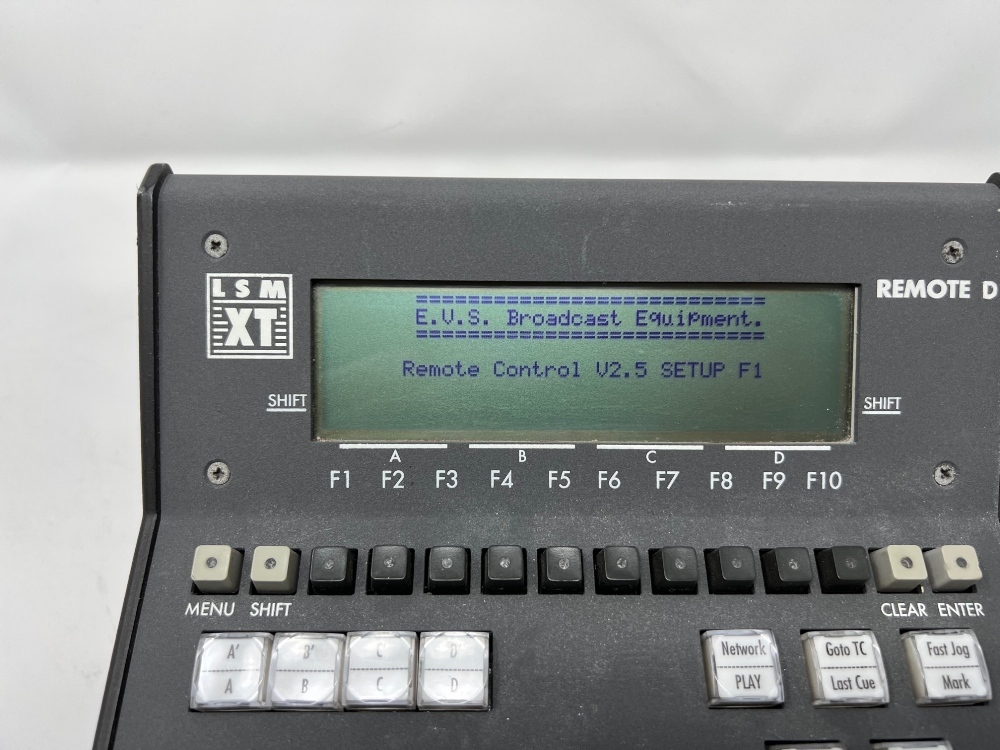 LSM
XT
REMOTE D
============================
E.V.S. Broadcast Equipment.
============================
Remote Control V2.5 SETUP F1
SHIFT
SHIFT
A B C D
F1 F2 F3 F4 F5 F6 F7 F8 F9 F10
MENU SHIFT CLEAR ENTER
A' B' C' D' Network Goto TC Fast Jog
A B C D PLAY Last Cue Mark